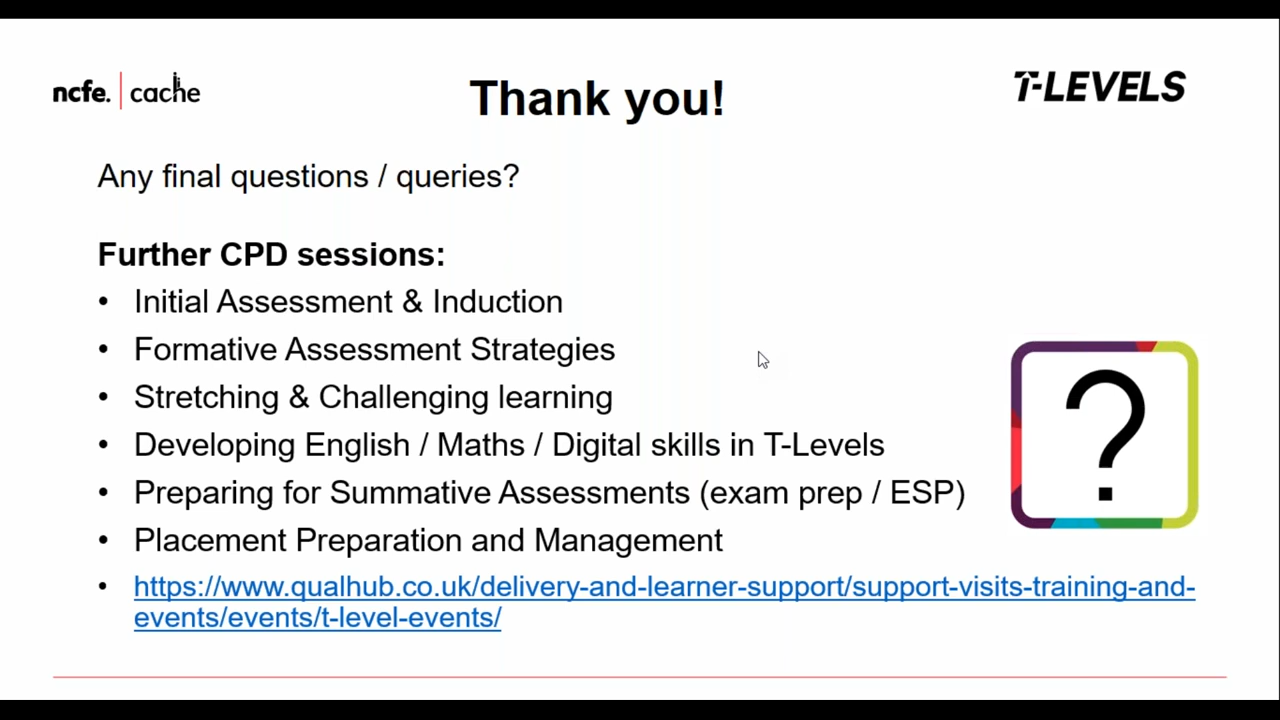 ncfe. cache
Thank you!
T-LEVELS
Any final questions / queries?
Further CPD sessions:
• Initial Assessment & Induction
• Formative Assessment Strategies
• Stretching & Challenging learning
• Developing English / Maths / Digital skills in T-Levels
• Preparing for Summative Assessments (exam prep / ESP)
• Placement Preparation and Management
• https://www.qualhub.co.uk/delivery-and-learner-support/support-visits-training-and-
events/events/t-level-events/
?